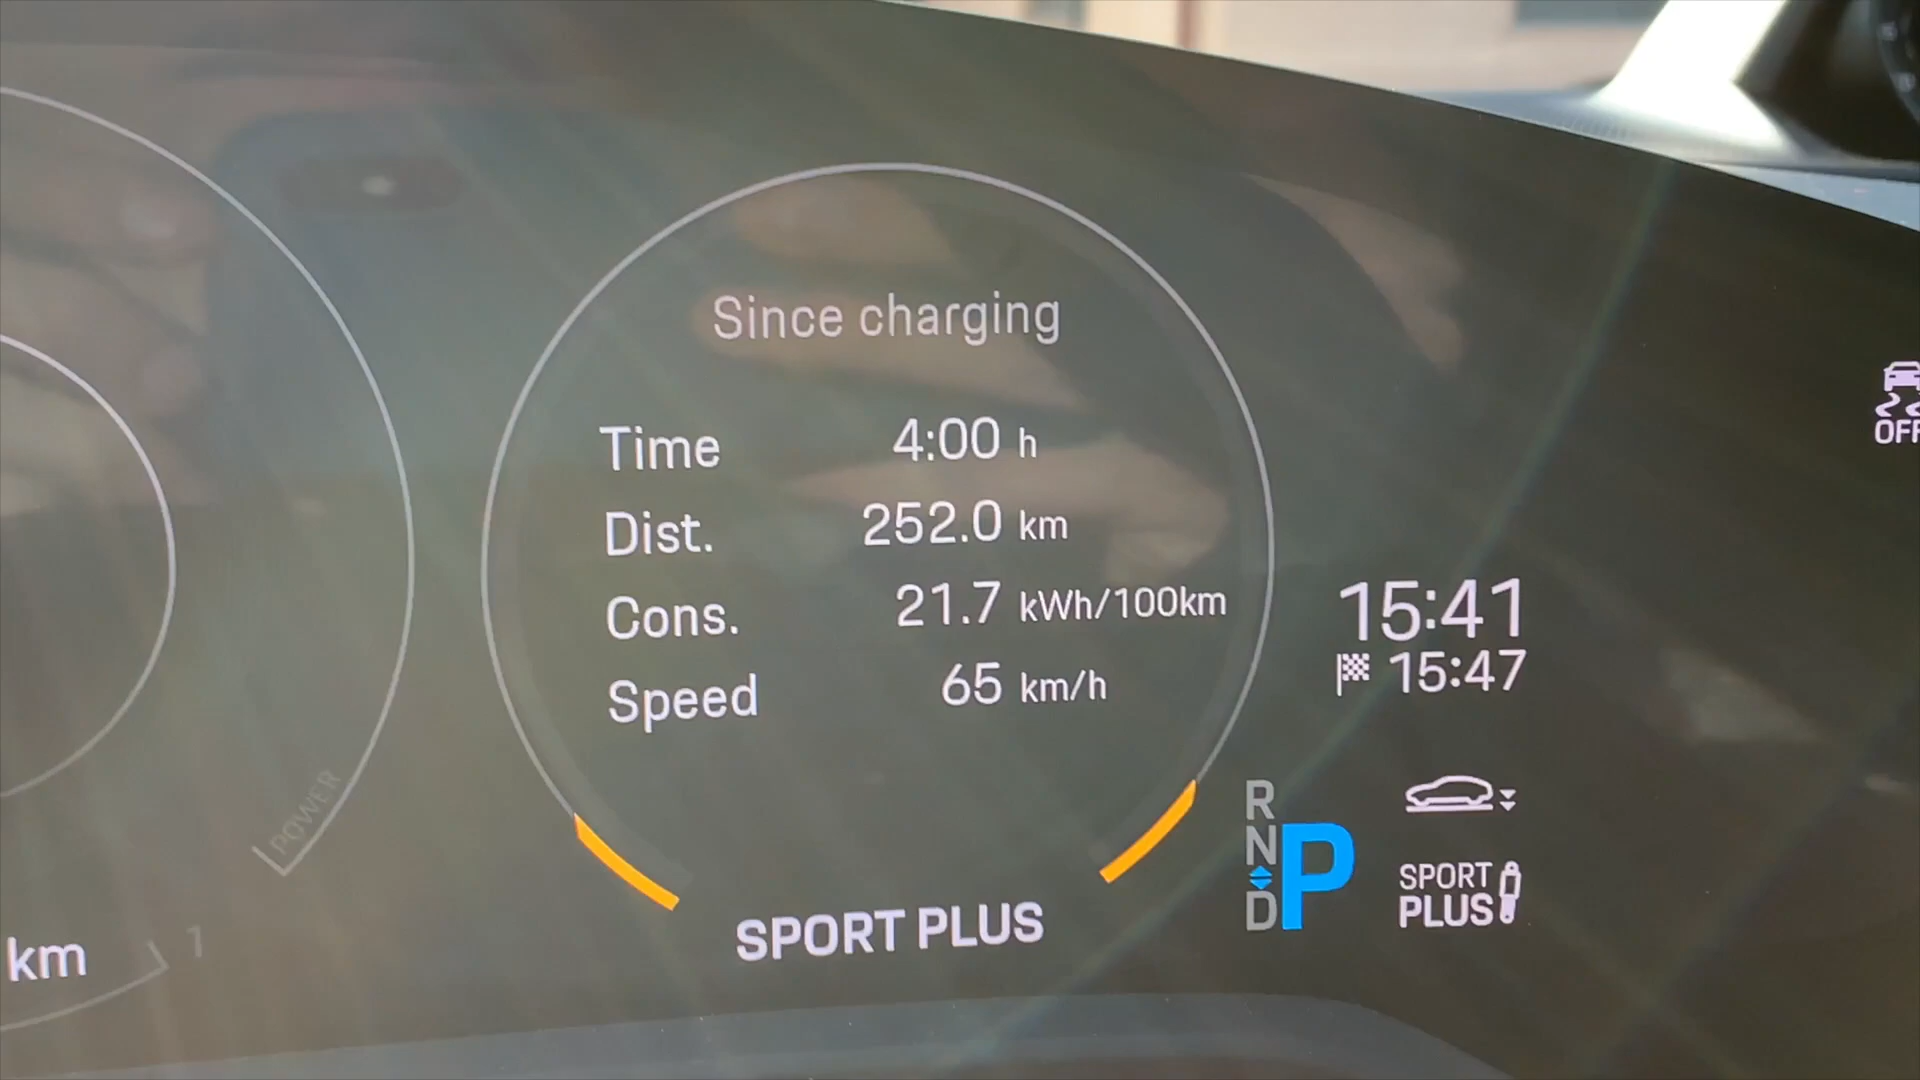 Since charging
Time 4:00 h
Dist. 252.0 km
Cons. 21.7 kWh/100km
Speed 65 km/h
SPORT PLUS
15:41
15:47
R
N
D
P
SPORT
PLUS
OFF
POWER
km